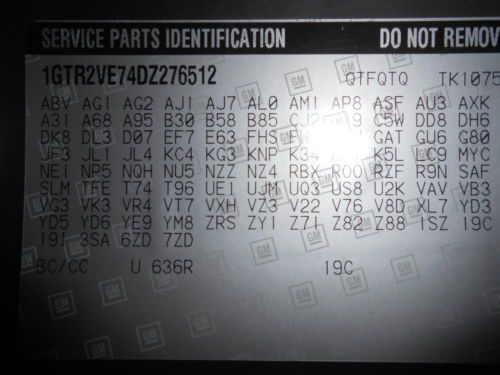 SERVICE PARTS IDENTIFICATION DO NOT REMOV
1GTR2VE74DZ276512 QTFQTQ TK1075
ABV AG1 AG2 AJ1 AJ7 AL0 AM1 AP8 ASF AU3 AXK
A31 A68 A95 B30 B58 B85 CJ2 C5W DD8 DH6
DK8 DL3 D07 EF7 E63 FHS GAT GU6 G80
JF3 JL1 JL4 KC4 KG3 KNP K34 K5L LC9 MYC
NE1 NP5 NQH NU5 NZZ NZ4 RBX R00 RZF R9N SAF
SLM TFE T74 T96 UE1 UJM UQ3 US8 U2K VAV VB3
VG3 VK3 VR4 VT7 VXH VZ3 V22 V76 V8D XL7 YD3
YD5 YD6 YE9 YM8 ZRS ZY1 Z71 Z82 Z88 1SZ 19C
19I 3SA 6ZD 7ZD
BC/CC U 636R 19C
GM